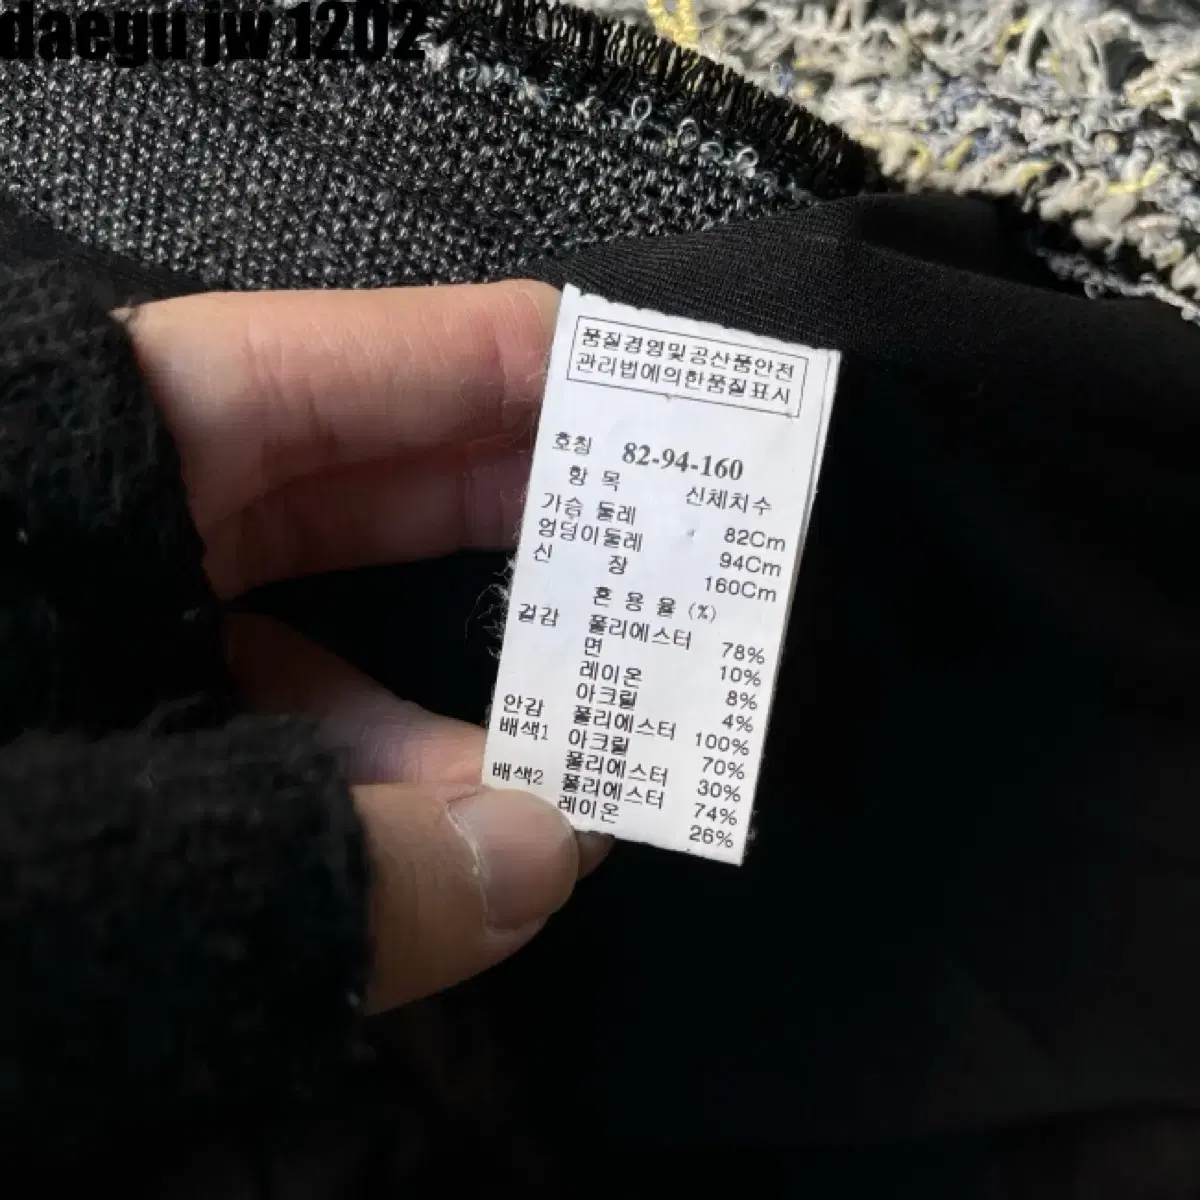 daegu jw 1202
품질경영및공산품안전
관리법에의한품질표시
호칭 82-94-160
항 목 신체치수
가슴 둘레 82Cm
엉덩이둘레 94Cm
신 장 160Cm
혼 용 율 (%)
겉감 폴리에스터 78%
면 10%
레이온 8%
아크릴 4%
안감 폴리에스터 100%
배색1 아크릴 70%
폴리에스터 30%
배색2 폴리에스터 74%
레이온 26%